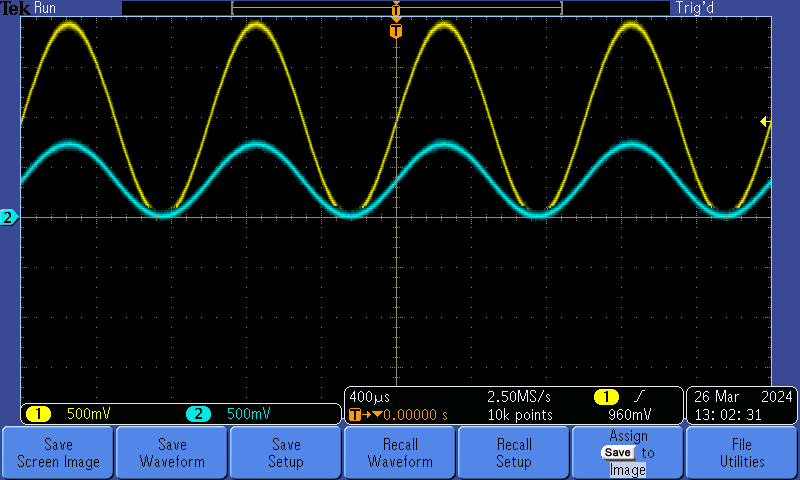 Tek Run Trig'd
T
T
2
400µs 2.50MS/s 1
1 500mV 2 500mV
T→▼0.00000 s 10k points 960mV
26 Mar 2024
13:02:31
Save
Screen Image
Save
Waveform
Save
Setup
Recall
Waveform
Recall
Setup
Assign
Save to
Image
File
Utilities